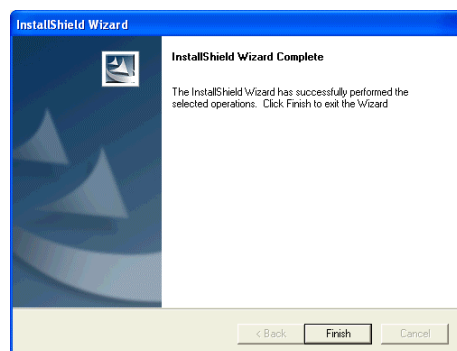 InstallShield Wizard
InstallShield Wizard Complete
The InstallShield Wizard has successfully performed the
selected operations. Click Finish to exit the Wizard
< Back
Finish
Cancel